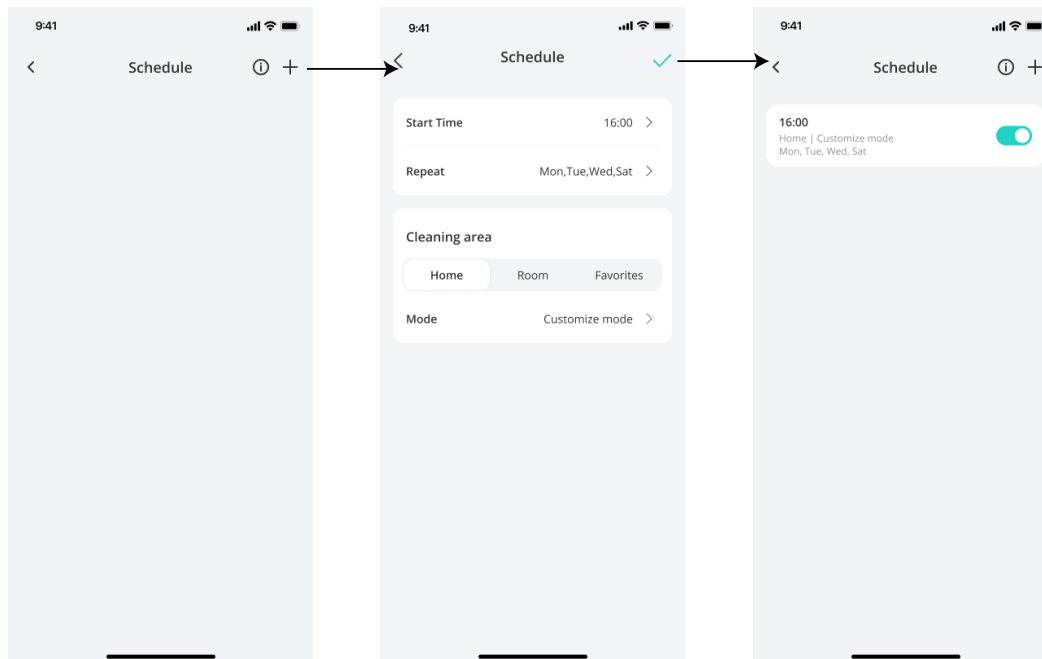 9:41
Schedule
9:41
Schedule
Start Time 16:00
Repeat Mon,Tue,Wed,Sat
Cleaning area
Home Room Favorites
Mode Customize mode
9:41
Schedule
16:00
Home | Customize mode
Mon, Tue, Wed, Sat